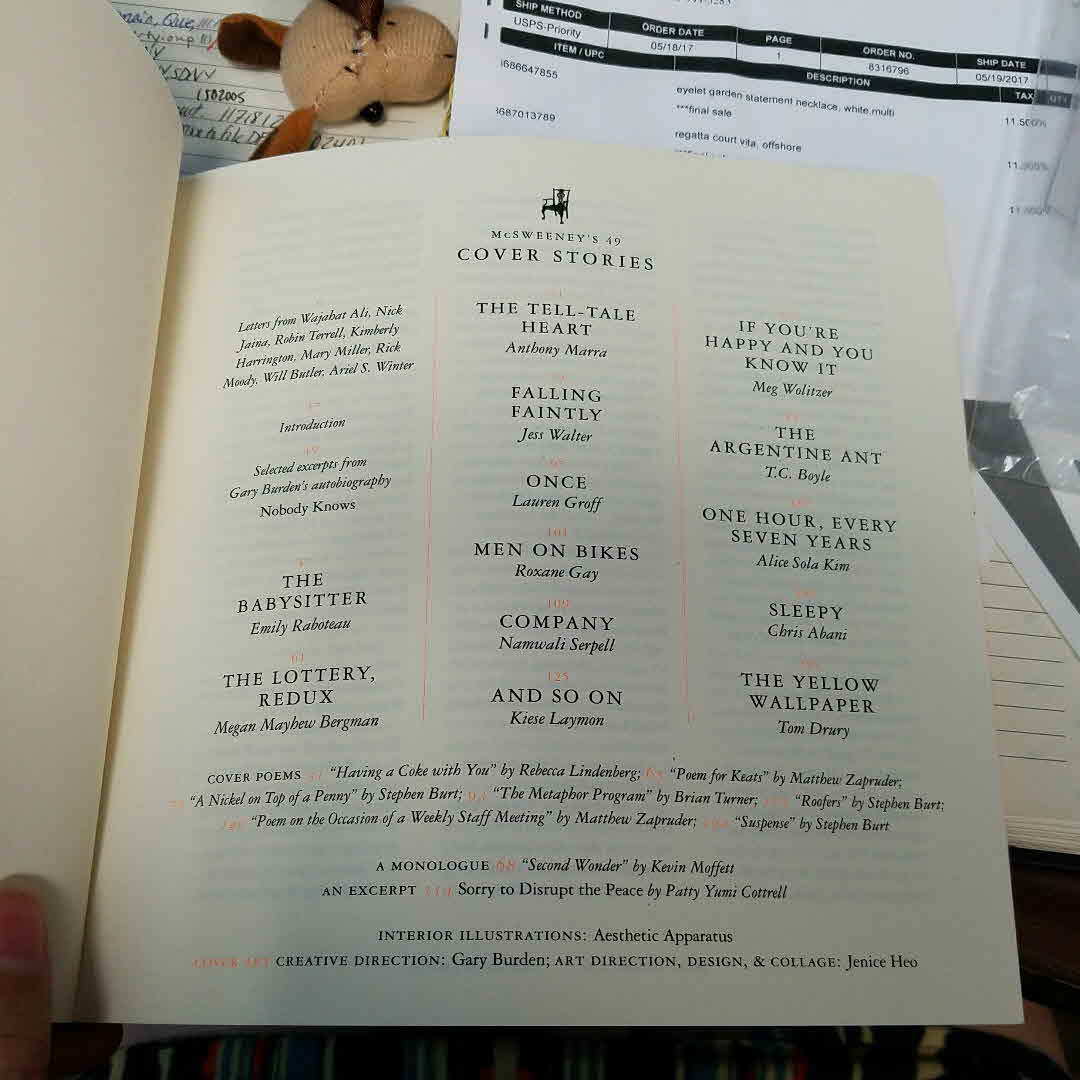 SHIP METHOD
USPS-Priority
ORDER DATE
05/18/17
PAGE
1
ORDER NO.
8316796
SHIP DATE
05/19/2017
ITEM / UPC
DESCRIPTION
TAX
QTY
686647855
eyelet garden statement necklace, white,multi
11.500%
***final sale
3687013789
regatta court vita, offshore
11.500%
1502005
McSWEENEY'S 49
COVER STORIES
Letters from Wajahat Ali, Nick
Jaina, Robin Terrell, Kimberly
Harrington, Mary Miller, Rick
Moody, Will Butler, Ariel S. Winter
Introduction
Selected excerpts from
Gary Burden's autobiography
Nobody Knows
THE
BABYSITTER
Emily Raboteau
61
THE LOTTERY,
REDUX
Megan Mayhew Bergman
THE TELL-TALE
HEART
Anthony Marra
FALLING
FAINTLY
Jess Walter
ONCE
Lauren Groff
101
MEN ON BIKES
Roxane Gay
109
COMPANY
Namwali Serpell
125
AND SO ON
Kiese Laymon
IF YOU'RE
HAPPY AND YOU
KNOW IT
Meg Wolitzer
THE
ARGENTINE ANT
T.C. Boyle
ONE HOUR, EVERY
SEVEN YEARS
Alice Sola Kim
SLEEPY
Chris Abani
THE YELLOW
WALLPAPER
Tom Drury
COVER POEMS "Having a Coke with You" by Rebecca Lindenberg; "Poem for Keats" by Matthew Zapruder;
"A Nickel on Top of a Penny" by Stephen Burt; "The Metaphor Program" by Brian Turner; "Roofers" by Stephen Burt;
"Poem on the Occasion of a Weekly Staff Meeting" by Matthew Zapruder; "Suspense" by Stephen Burt
A MONOLOGUE 68 "Second Wonder" by Kevin Moffett
AN EXCERPT Sorry to Disrupt the Peace by Patty Yumi Cottrell
INTERIOR ILLUSTRATIONS: Aesthetic Apparatus
COVER ART CREATIVE DIRECTION: Gary Burden; ART DIRECTION, DESIGN, & COLLAGE: Jenice Heo